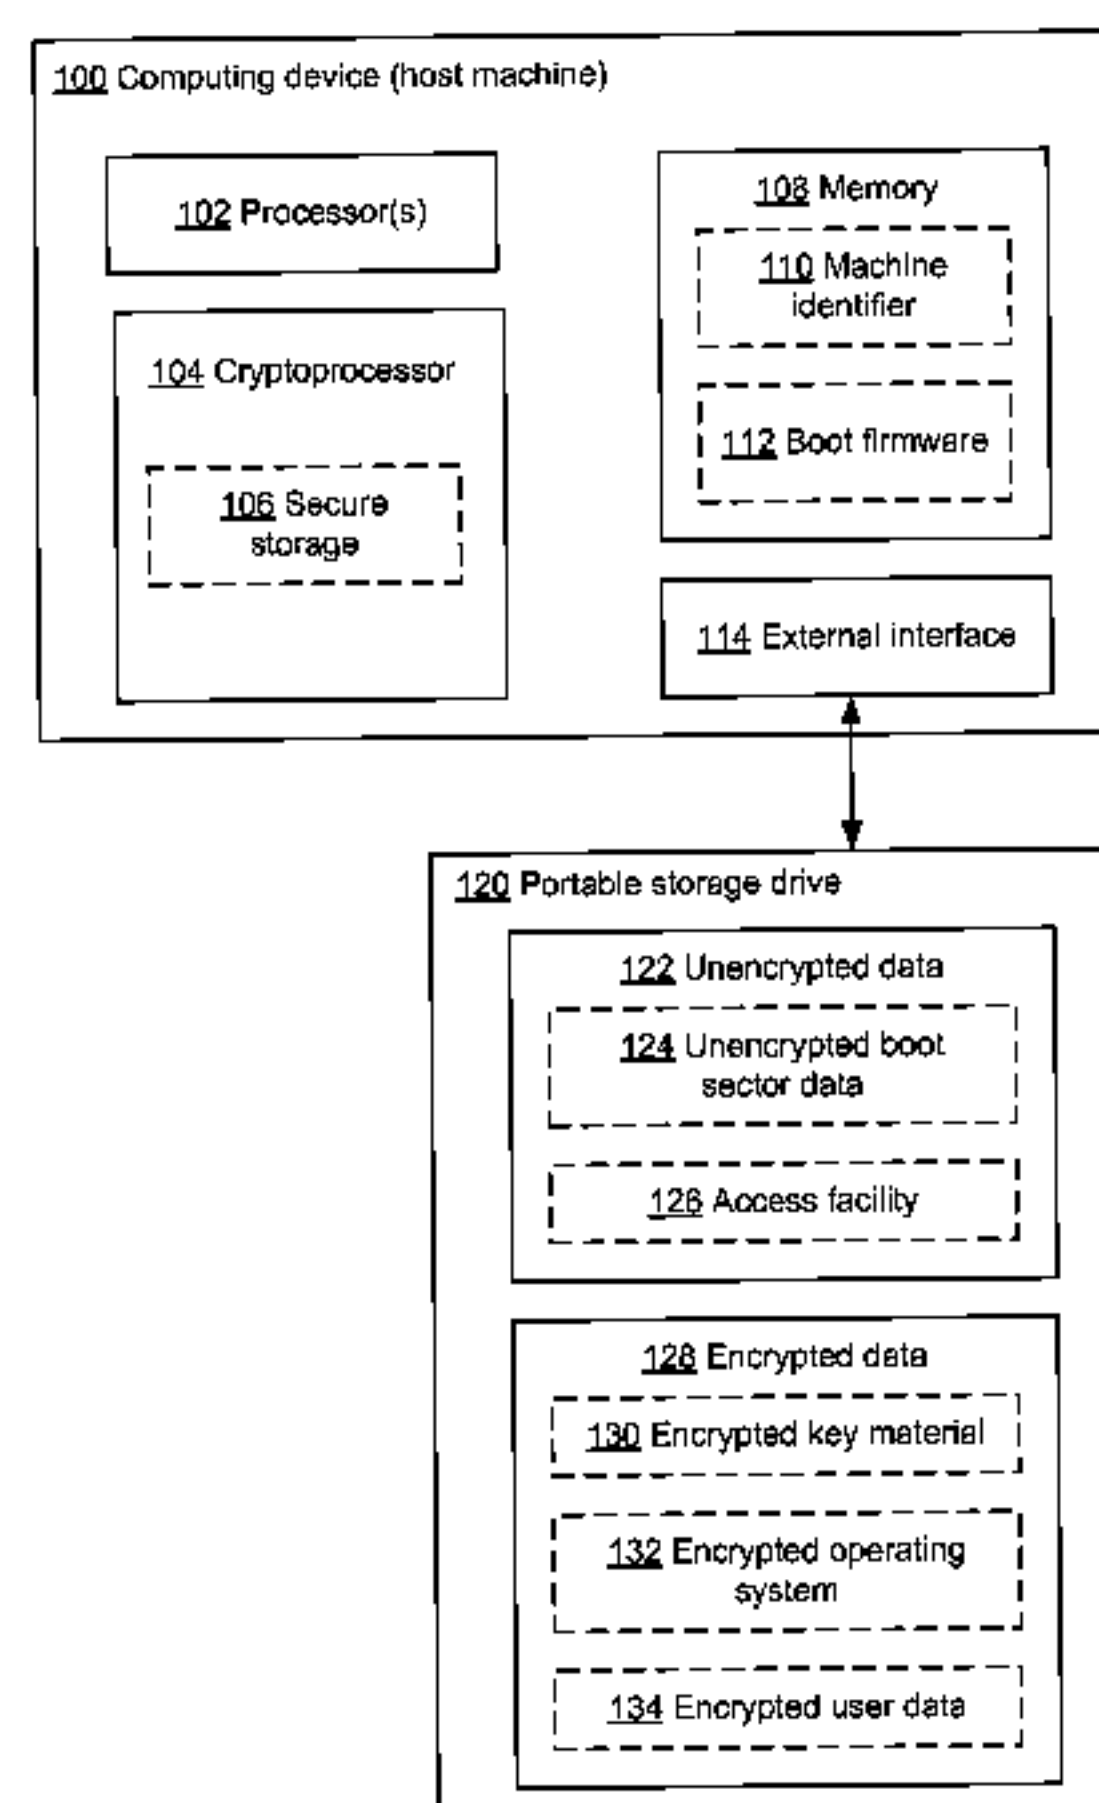 100 Computing device (host machine)
102 Processor(s)
104 Cryptoprocessor
106 Secure
storage
108 Memory
110 Machine
identifier
112 Boot firmware
114 External interface
120 Portable storage drive
122 Unencrypted data
124 Unencrypted boot
sector data
126 Access facility
128 Encrypted data
130 Encrypted key material
132 Encrypted operating
system
134 Encrypted user data